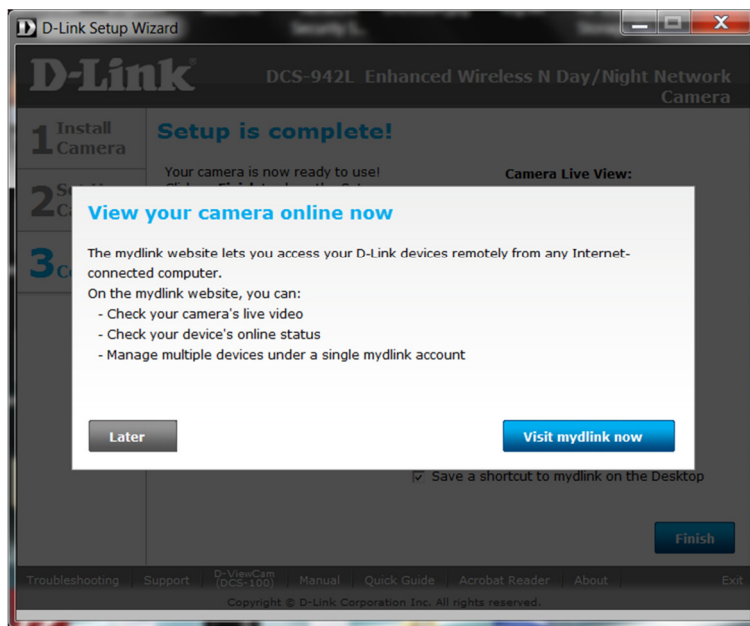 D-Link Setup Wizard
D-Link®
DCS-942L Enhanced Wireless N Day/Night Network
Camera
1 Install
Camera
Setup is complete!
Your camera is now ready to use!
Camera Live View:
2
View your camera online now
The mydlink website lets you access your D-Link devices remotely from any Internet-
connected computer.
3
On the mydlink website, you can:
- Check your camera's live video
- Check your device's online status
- Manage multiple devices under a single mydlink account
Later
Visit mydlink now
Save a shortcut to mydlink on the Desktop
Finish
Troubleshooting
Support
D-ViewCam
(DCS-100)
Manual
Quick Guide
Acrobat Reader
About
Exit
Copyright © D-Link Corporation Inc. All rights reserved.